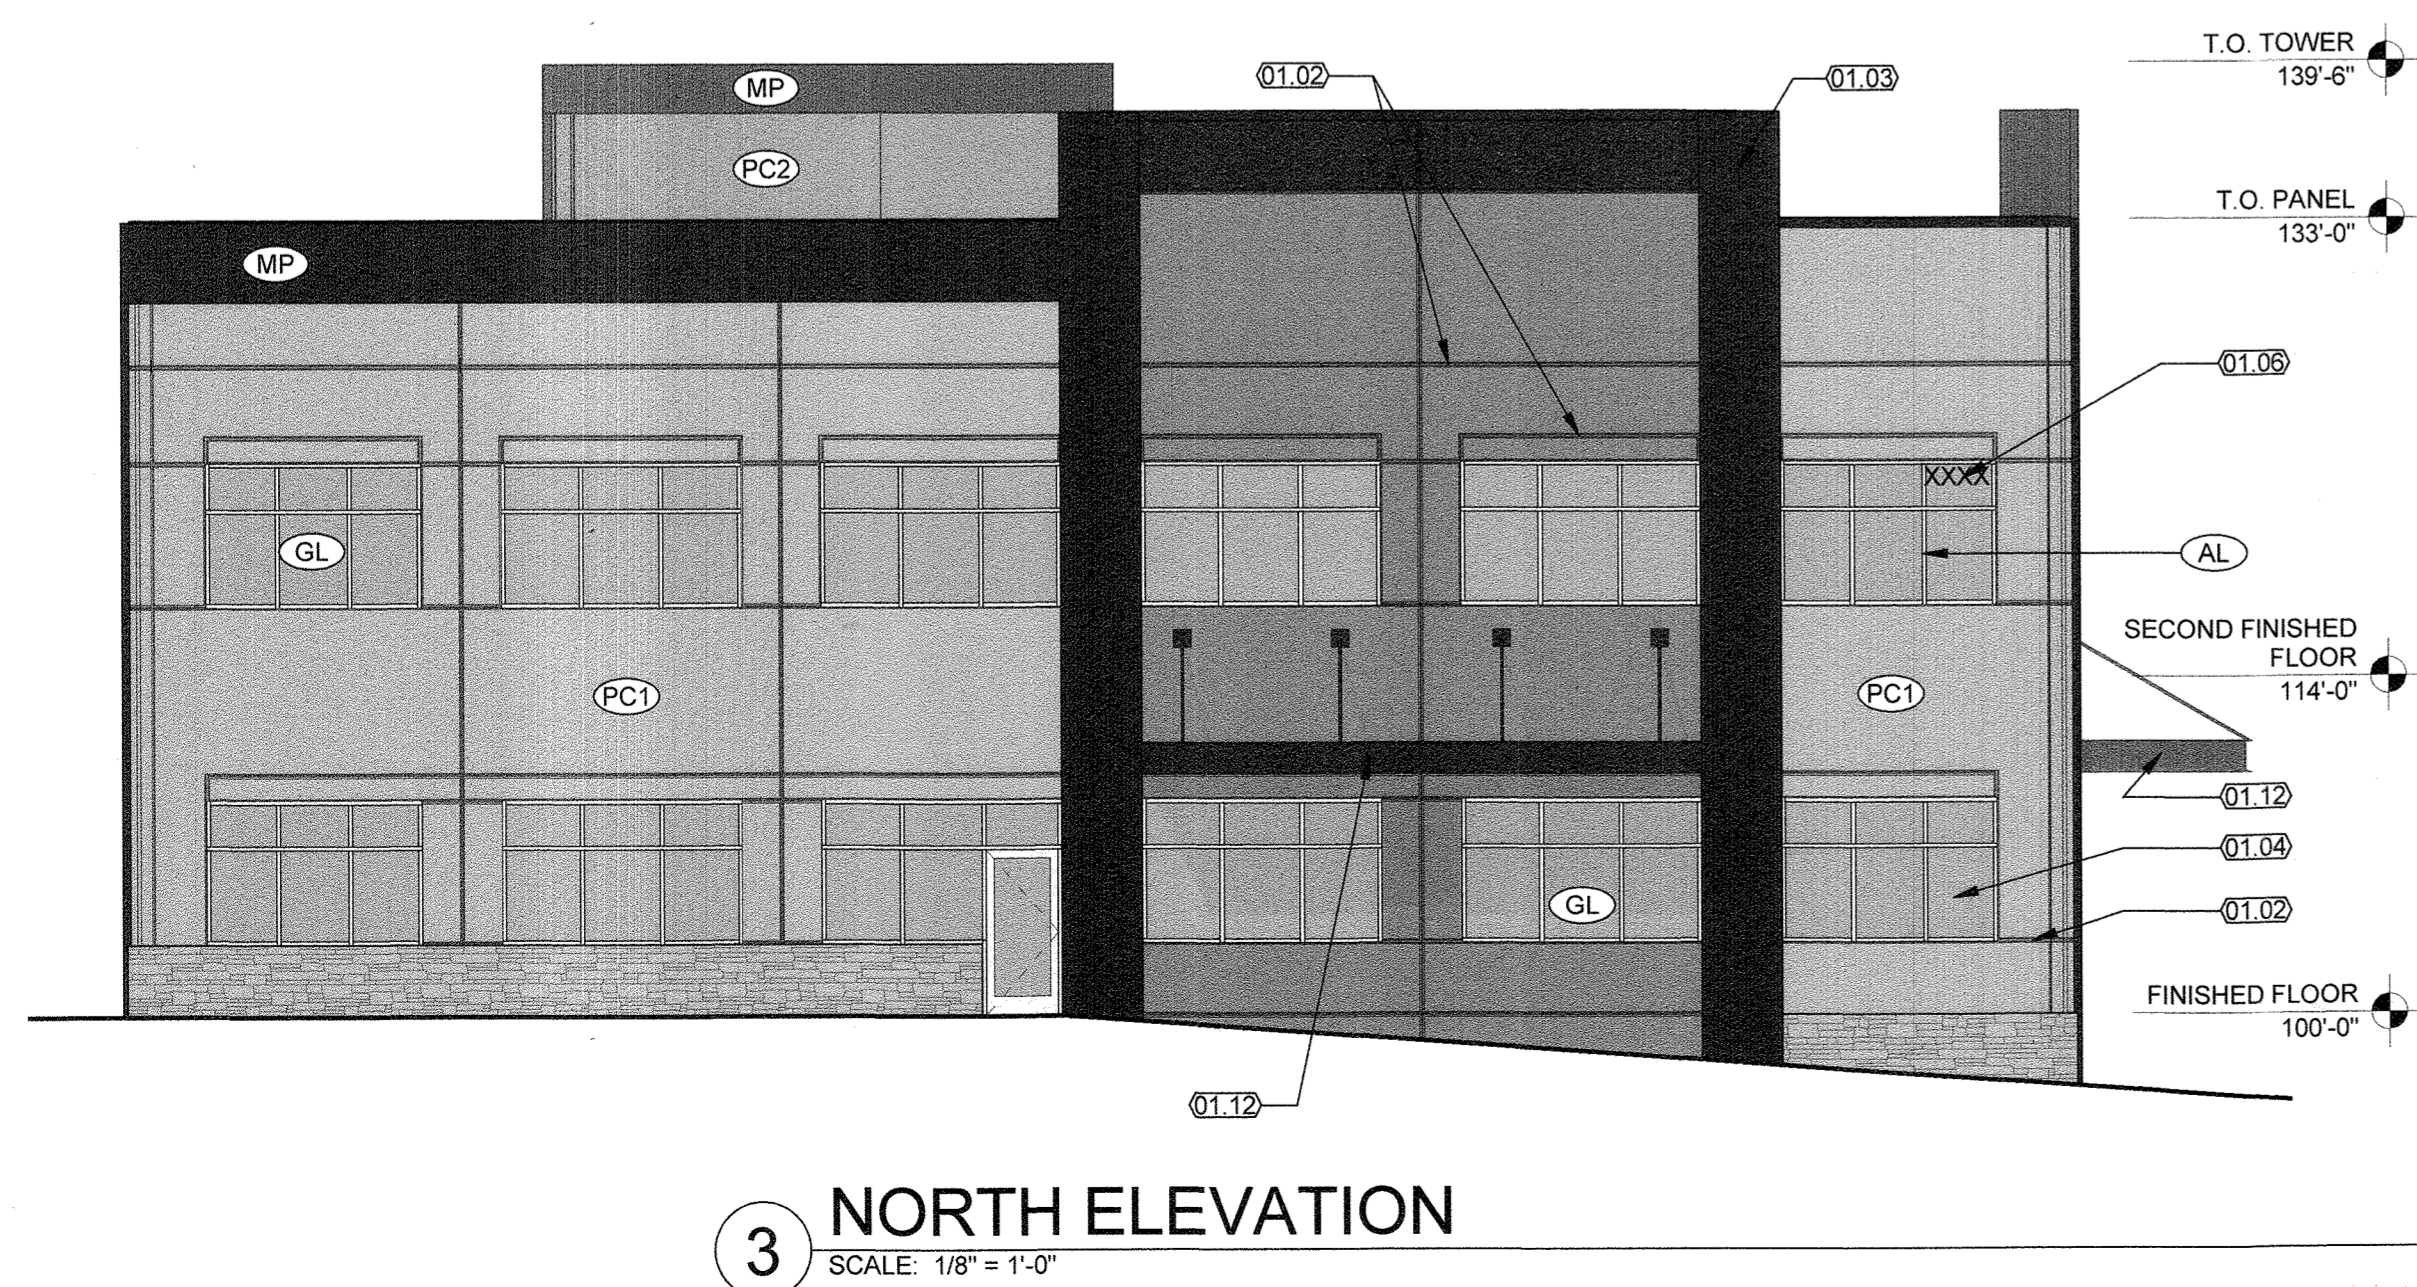 T.O. TOWER
139'-6"
MP
01.02
01.03
PC2
T.O. PANEL
133'-0"
MP
01.06
XXXX
GL
AL
SECOND FINISHED
FLOOR
114'-0"
PC1
PC1
01.12
01.04
GL
01.02
FINISHED FLOOR
100'-0"
01.12
3
NORTH ELEVATION
SCALE: 1/8" = 1'-0"